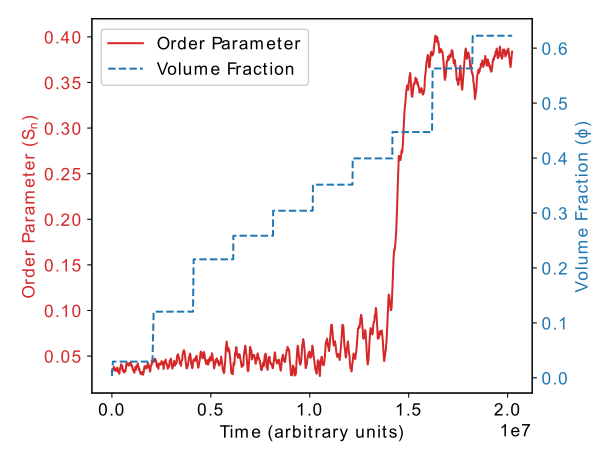 Order Parameter
Volume Fraction
Order Parameter (Sₙ)
0.40
0.35
0.30
0.25
0.20
0.15
0.10
0.05
0.6
0.5
0.4
0.3
0.2
0.1
0.0
Volume Fraction (ϕ)
0.0 0.5 1.0 1.5 2.0
1e7
Time (arbitrary units)